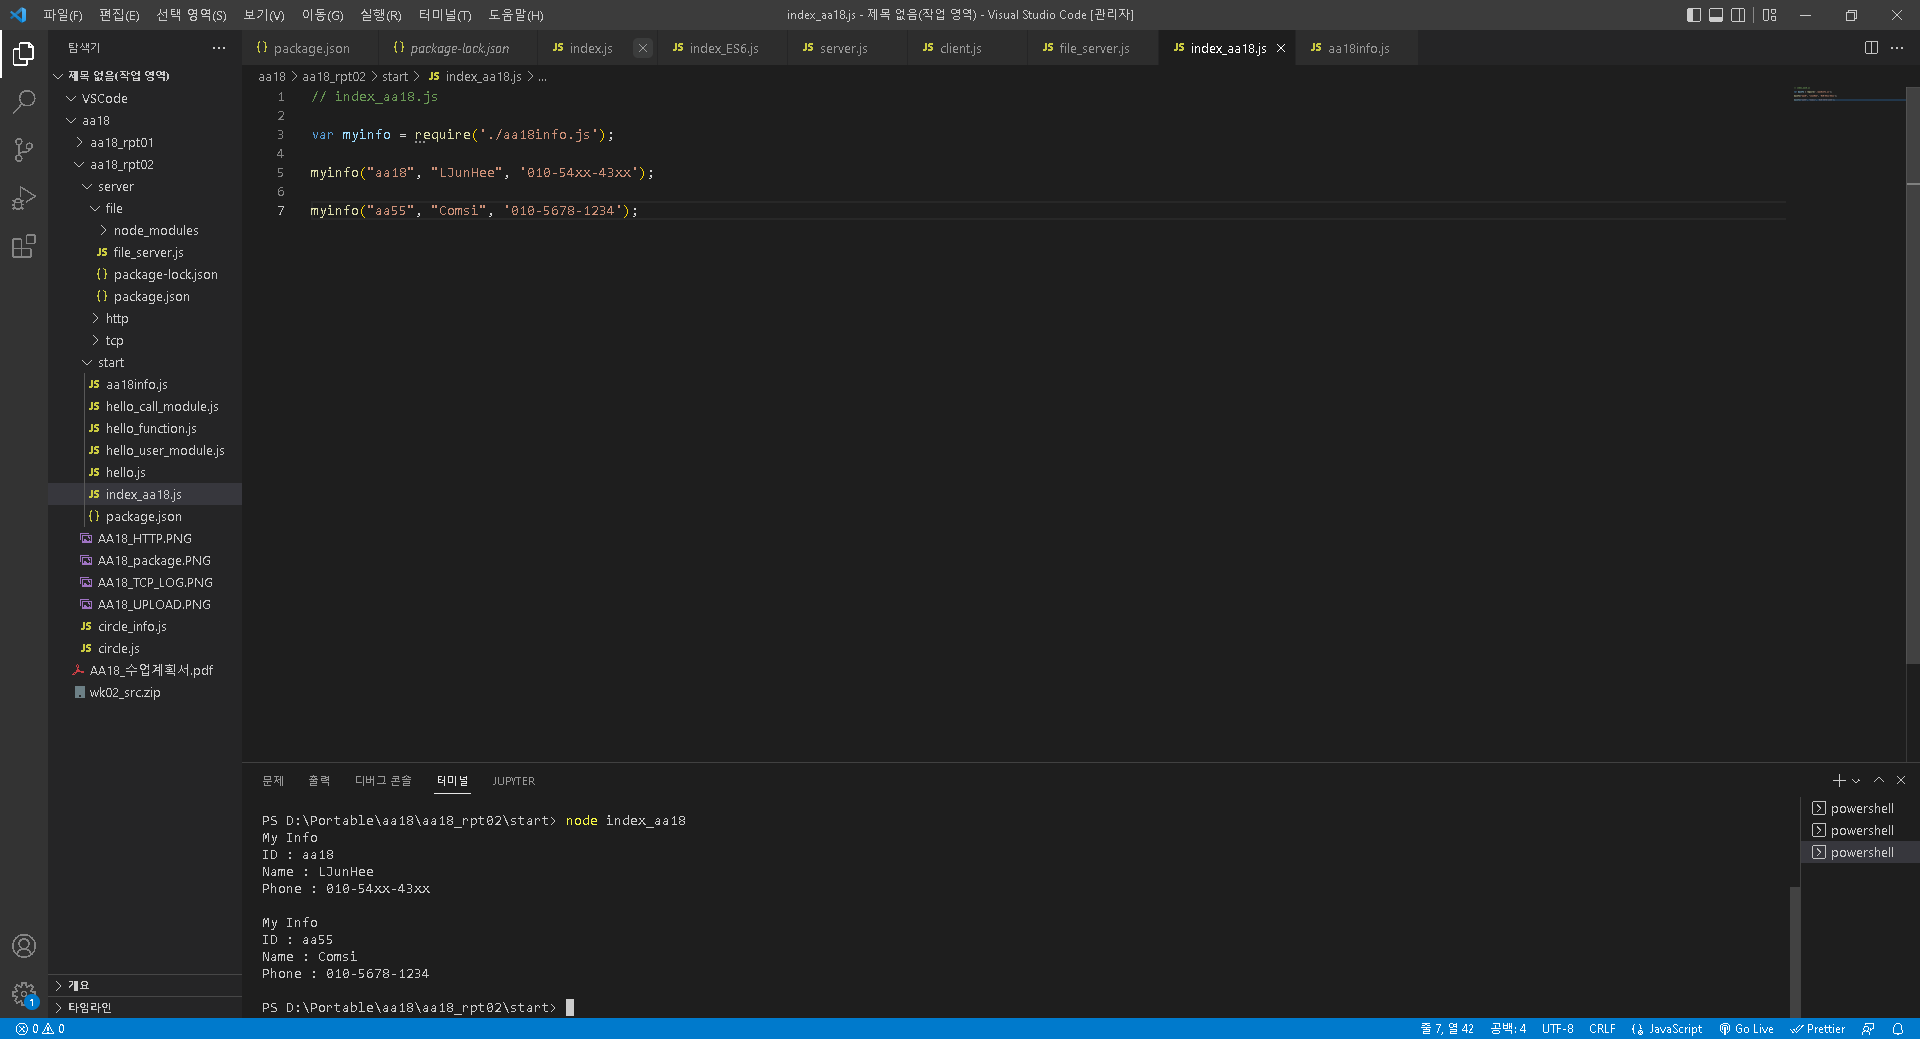 파일(F) 편집(E) 선택 영역(S) 보기(V) 이동(G) 실행(R) 터미널(T) 도움말(H) index_aa18.js - 제목 없음(작업 영역) - Visual Studio Code [관리자]
탐색기
제목 없음(작업 영역)
VSCode
aa18
aa18_rpt01
aa18_rpt02
server
file
node_modules
file_server.js
package-lock.json
package.json
http
tcp
start
aa18info.js
hello_call_module.js
hello_function.js
hello_user_module.js
hello.js
index_aa18.js
package.json
AA18_HTTP.PNG
AA18_package.PNG
AA18_TCP_LOG.PNG
AA18_UPLOAD.PNG
circle_info.js
circle.js
AA18_수업계획서.pdf
wk02_src.zip
개요
타임라인
package.json package-lock.json index.js index_ES6.js server.js client.js file_server.js index_aa18.js aa18info.js
aa18 > aa18_rpt02 > start > JS index_aa18.js > ...
1 // index_aa18.js
2
3 var myinfo = require('./aa18info.js');
4
5 myinfo("aa18", "LJunHee", '010-54xx-43xx');
6
7 myinfo("aa55", "Comsi", '010-5678-1234');
문제 출력 디버그 콘솔 터미널 JUPYTER
PS D:\Portable\aa18\aa18_rpt02\start> node index_aa18
My Info
ID : aa18
Name : LJunHee
Phone : 010-54xx-43xx
My Info
ID : aa55
Name : Comsi
Phone : 010-5678-1234
PS D:\Portable\aa18\aa18_rpt02\start>
powershell
powershell
powershell
1
0 0 줄 7, 열 42 공백: 4 UTF-8 CRLF JavaScript Go Live Prettier